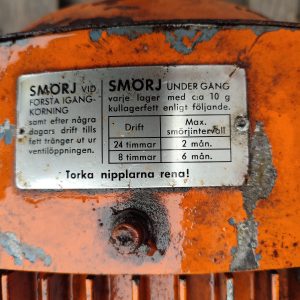 SMÖRJ VID
FÖRSTA IGÅNG-
KÖRNING
samt efter några
dagars drift tills
fett tränger ut ur
ventilöppningen.
SMÖRJ UNDER GÅNG
varje lager med c:a 10 g
kullagerfett enligt följande.
Drift Max. smörjintervall
24 timmar 2 mån.
8 timmar 6 mån.
Torka nipplarna rena!